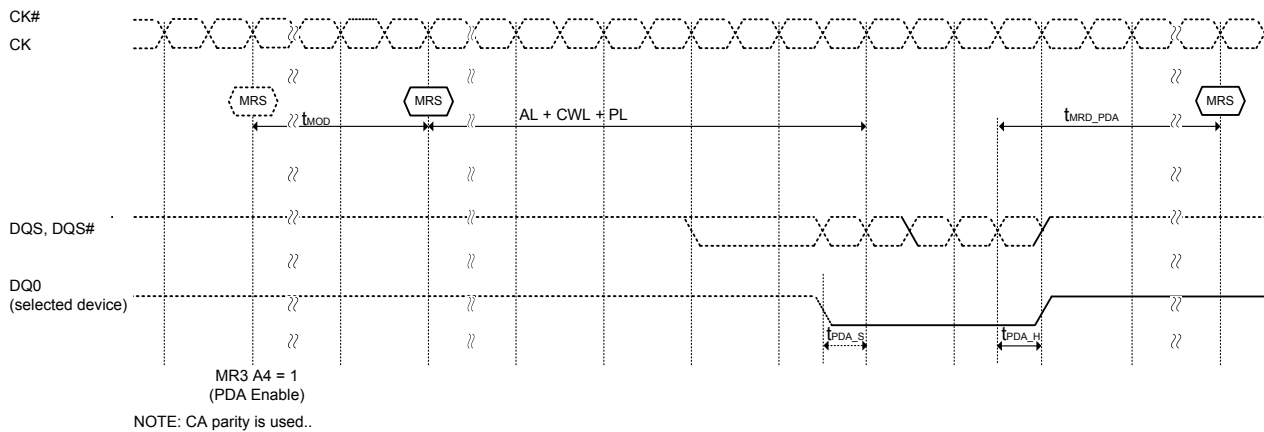 CK#
CK
MRS
MRS
MRS
tMOD
AL + CWL + PL
tMRD_PDA
DQS, DQS#
DQ0
(selected device)
tPDA_S
tPDA_H
MR3 A4 = 1
(PDA Enable)
NOTE: CA parity is used..